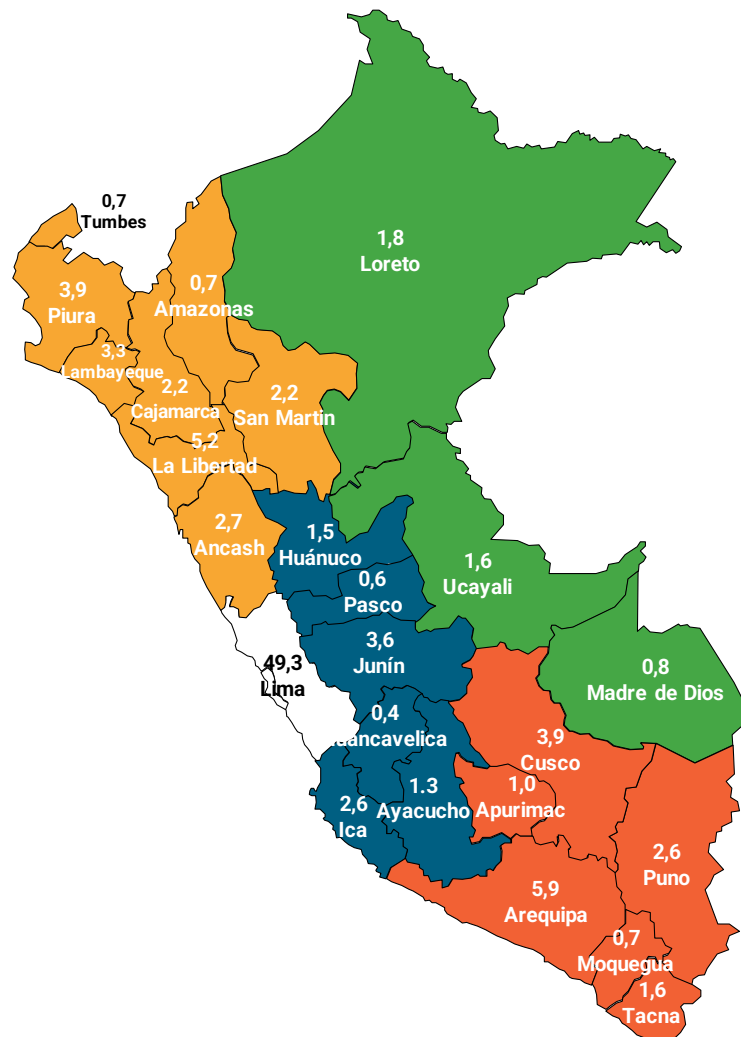 0,7
Tumbes
1,8
Loreto
0,7
Amazonas
3,9
Piura
3,3
Lambayeque
2,2
Cajamarca
2,2
San Martin
5,2
La Libertad
2,7
Ancash
1,5
Huánuco
1,6
Ucayali
0,6
Pasco
3,6
Junín
49,3
Lima
0,8
Madre de Dios
0,4
uancavelica
3,9
Cusco
1.3
Ayacucho
1,0
Apurimac
2,6
Ica
2,6
Puno
5,9
Arequipa
0,7
Moquegua
1,6
Tacna